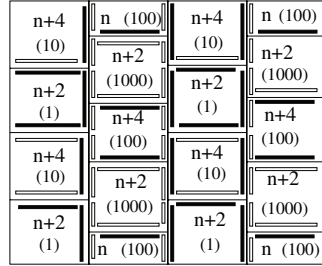 n+4
(10)
n+2
(1)
n+4
(10)
n+2
(1)
n (100)
n+2
(1000)
n+4
(100)
n+2
(1000)
n (100)
n+4
(10)
n+2
(1)
n+4
(10)
n+2
(1)
n (100)
n+2
(1000)
n+4
(100)
n+2
(1000)
n (100)